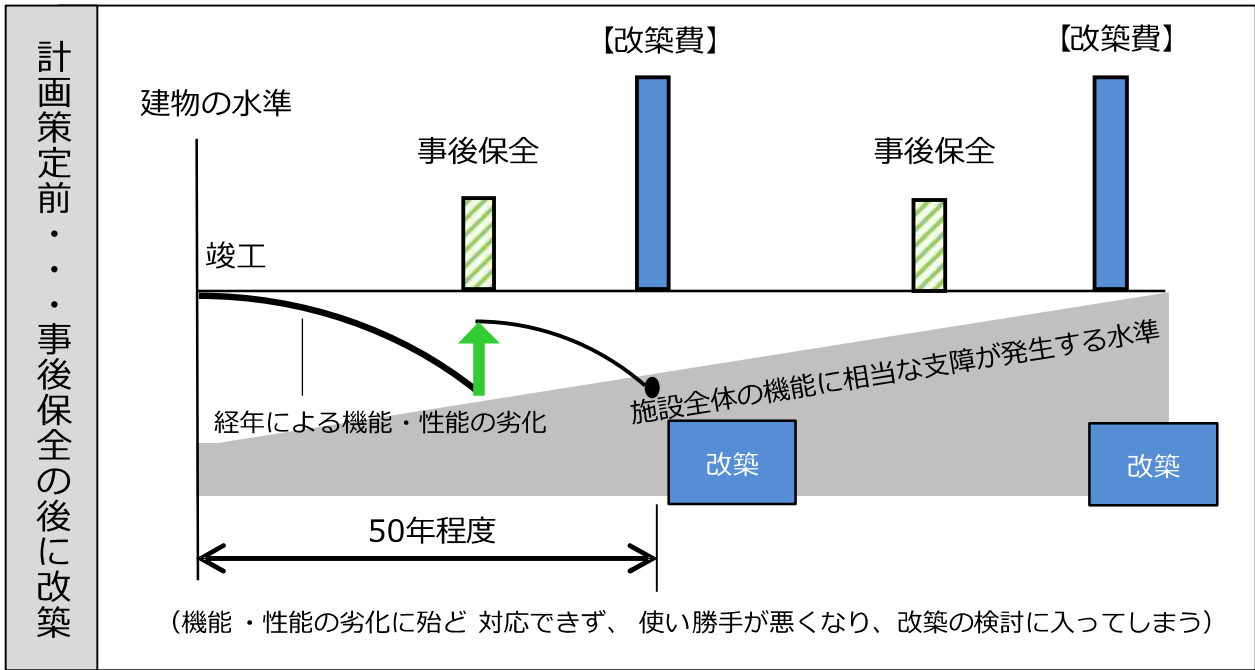 計画策定前・・・事後保全の後に改築
【改築費】
【改築費】
建物の水準
事後保全
事後保全
竣工
経年による機能・性能の劣化
施設全体の機能に相当な支障が発生する水準
改築
改築
50年程度
（機能・性能の劣化に殆ど 対応できず、 使い勝手が悪くなり、改築の検討に入ってしまう）